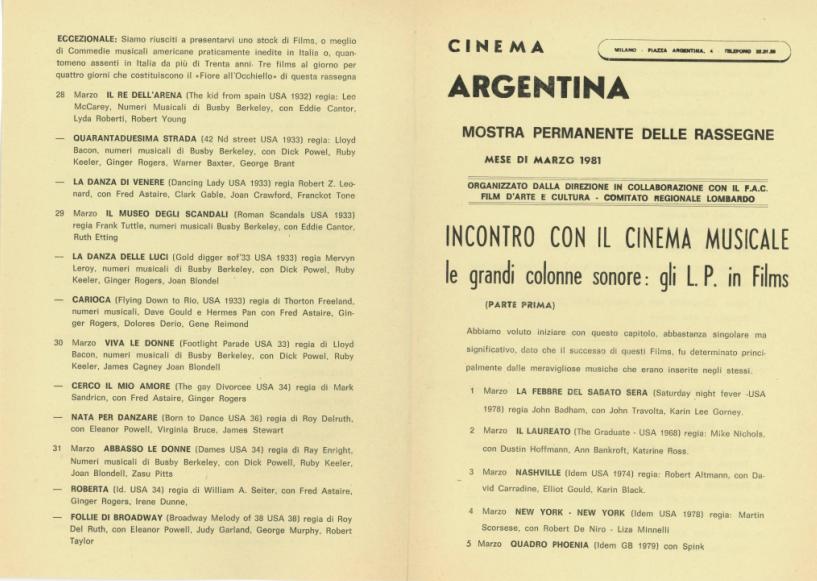 ECCEZIONALE: Siamo riusciti a presentarvi uno stock di Films, o meglio
di Commedie musicali americane praticamente inedite in Italia o, quan-
tomeno assenti in Italia da più di Trenta anni. Tre films al giorno per
quattro giorni che costituiscono il «Fiore all'Occhiello» di questa rassegna
28 Marzo IL RE DELL'ARENA (The kid from spain USA 1932) regia: Leo
McCarey, Numeri Musicali di Busby Berkeley, con Eddie Cantor,
Lyda Roberti, Robert Young
— QUARANTADUESIMA STRADA (42 Nd street USA 1933) regia: Lloyd
Bacon, numeri musicali di Busby Berkeley, con Dick Powel, Ruby
Keeler, Ginger Rogers, Warner Baxter, George Brant
— LA DANZA DI VENERE (Dancing Lady USA 1933) regia Robert Z. Leo-
nard, con Fred Astaire, Clark Gable, Joan Crawford, Franckot Tone
29 Marzo IL MUSEO DEGLI SCANDALI (Roman Scandals USA 1933)
regia Frank Tuttle, numeri musicali Busby Berkeley, con Eddie Cantor,
Ruth Etting
— LA DANZA DELLE LUCI (Gold digger sof'33 USA 1933) regia Mervyn
Leroy, numeri musicali di Busby Berkeley, con Dick Powel, Ruby
Keeler, Ginger Rogers, Joan Blondel
— CARIOCA (Flying Down to Rio, USA 1933) regia di Thorton Freeland,
numeri musicali, Dave Gould e Hermes Pan con Fred Astaire, Gin-
ger Rogers, Dolores Derio, Gene Reimond
30 Marzo VIVA LE DONNE (Footlight Parade USA 33) regia di Lloyd
Bacon, numeri musicali di Busby Berkeley, con Dick Powel, Ruby
Keeler, James Cagney Joan Blondell
— CERCO IL MIO AMORE (The gay Divorcee USA 34) regia di Mark
Sandricn, con Fred Astaire, Ginger Rogers
— NATA PER DANZARE (Born to Dance USA 36) regia di Roy Delruth,
con Eleanor Powell, Virginia Bruce, James Stewart
31 Marzo ABBASSO LE DONNE (Dames USA 34) regia di Ray Enright,
Numeri musicali di Busby Berkeley, con Dick Powell, Ruby Keeler,
Joan Blondell, Zasu Pitts
— ROBERTA (Id. USA 34) regia di William A. Seiter, con Fred Astaire,
Ginger Rogers, Irene Dunne,
— FOLLIE DI BROADWAY (Broadway Melody of 38 USA 38) regia di Roy
Del Ruth, con Eleanor Powell, Judy Garland, George Murphy, Robert
Taylor
CINEMA
MILANO - PIAZZA ARGENTINA, 4 - TELEFONO
ARGENTINA
MOSTRA PERMANENTE DELLE RASSEGNE
MESE DI MARZO 1981
ORGANIZZATO DALLA DIREZIONE IN COLLABORAZIONE CON IL F.A.C.
FILM D'ARTE E CULTURA - COMITATO REGIONALE LOMBARDO
INCONTRO CON IL CINEMA MUSICALE
le grandi colonne sonore: gli L.P. in Films
(PARTE PRIMA)
Abbiamo voluto iniziare con questo capitolo, abbastanza singolare ma
significativo, dato che il successo di questi Films, fu determinato princi-
palmente dalle meravigliose musiche che erano inserite negli stessi.
1 Marzo LA FEBBRE DEL SABATO SERA (Saturday night fever -USA
1978) regia John Badham, con John Travolta, Karin Lee Gorney.
2 Marzo IL LAUREATO (The Graduate - USA 1968) regia: Mike Nichols,
con Dustin Hoffmann, Ann Bankroft, Katarine Ross.
3 Marzo NASHVILLE (Idem USA 1974) regia: Robert Altmann, con Da-
vid Carradine, Elliot Gould, Karin Black.
4 Marzo NEW YORK - NEW YORK (Idem USA 1978) regia: Martin
Scorsese, con Robert De Niro - Liza Minnelli
5 Marzo QUADRO PHOENIA (Idem GB 1979) con Spink